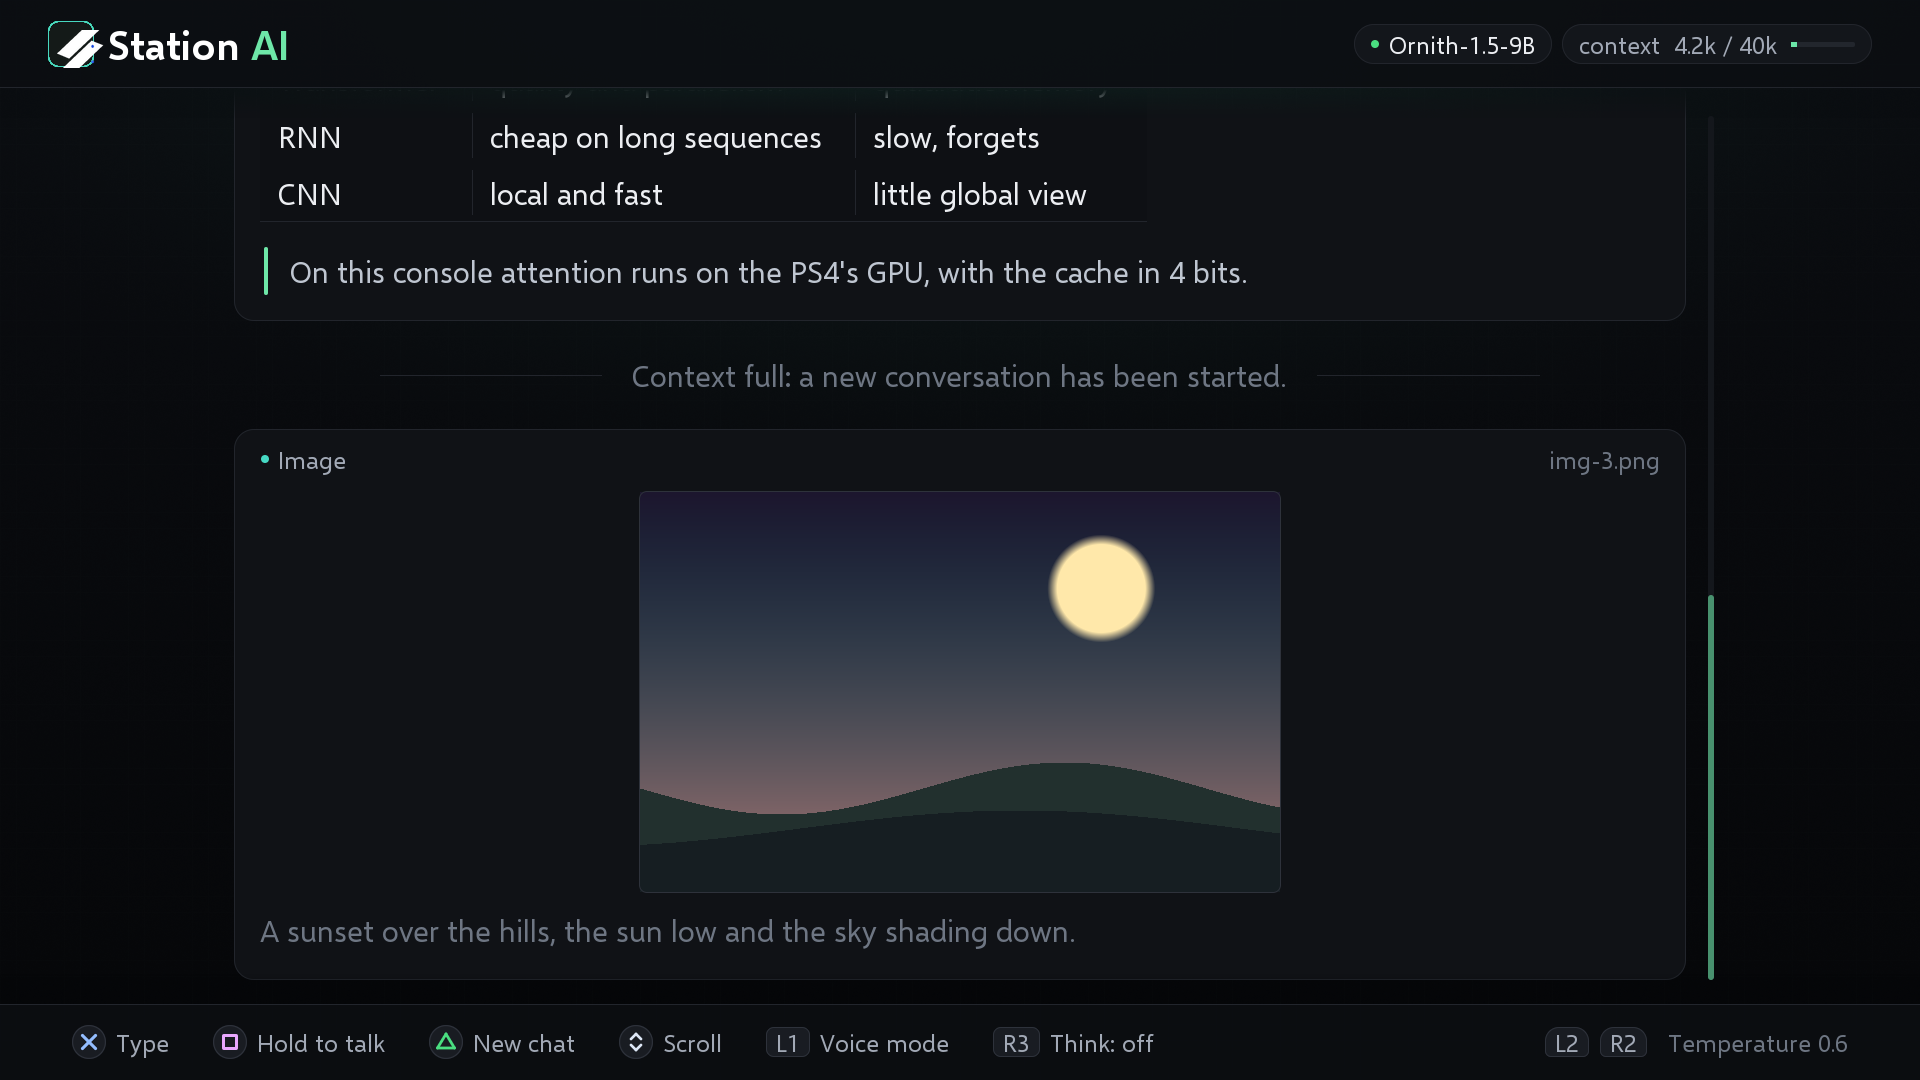 Station AI
Ornith-1.5-9B
context 4.2k / 40k
RNN cheap on long sequences slow, forgets
CNN local and fast little global view
On this console attention runs on the PS4's GPU, with the cache in 4 bits.
Context full: a new conversation has been started.
Image img-3.png
A sunset over the hills, the sun low and the sky shading down.
Type Hold to talk New chat Scroll L1 Voice mode R3 Think: off L2 R2 Temperature 0.6